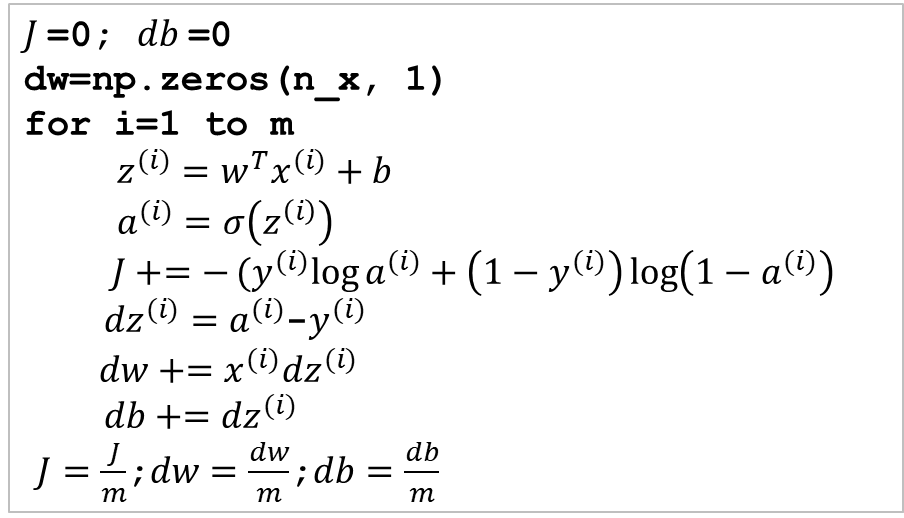 J =0; db =0
dw=np.zeros(n_x, 1)
for i=1 to m
z⁽ⁱ⁾ = wᵀx⁽ⁱ⁾ + b
a⁽ⁱ⁾ = σ(z⁽ⁱ⁾)
J += −(y⁽ⁱ⁾log a⁽ⁱ⁾ + (1 − y⁽ⁱ⁾)log(1 − a⁽ⁱ⁾)
dz⁽ⁱ⁾ = a⁽ⁱ⁾−y⁽ⁱ⁾
dw += x⁽ⁱ⁾dz⁽ⁱ⁾
db += dz⁽ⁱ⁾
J = J/m ; dw = dw/m ; db = db/m